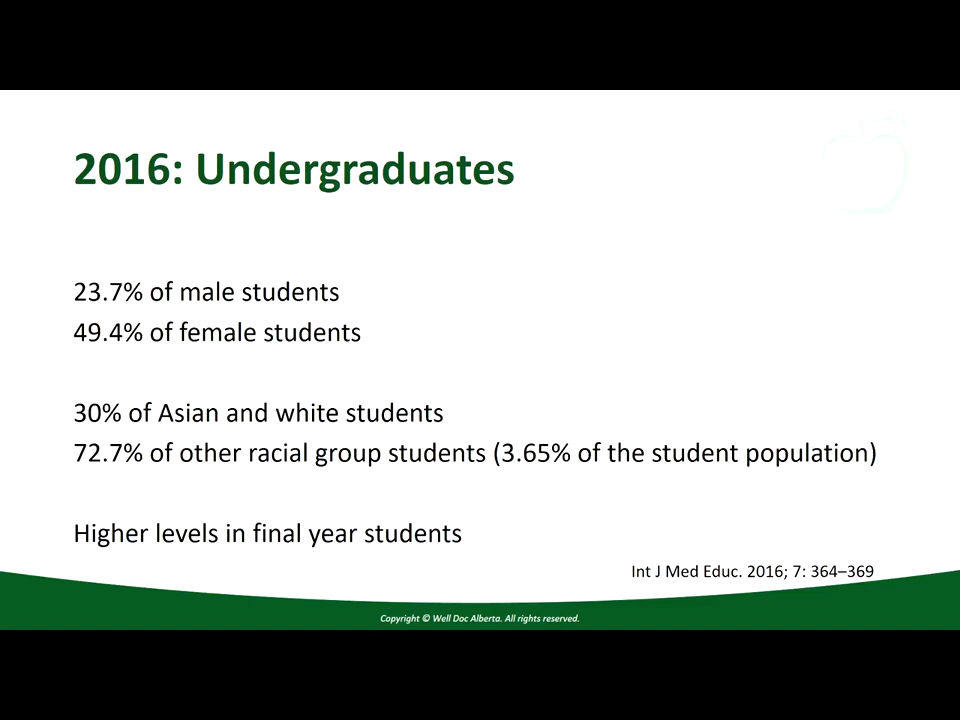 2016: Undergraduates
23.7% of male students
49.4% of female students
30% of Asian and white students
72.7% of other racial group students (3.65% of the student population)
Higher levels in final year students
Int J Med Educ. 2016; 7: 364–369
Copyright © Well Doc Alberta. All rights reserved.